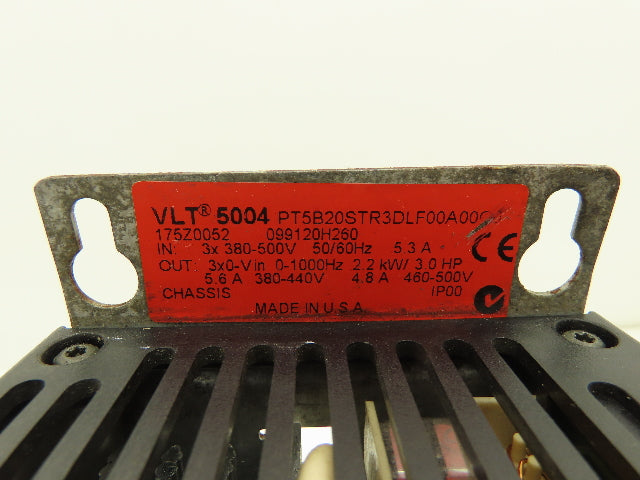 VLT® 5004 PT5B20STR3DLF00A00
175Z0052 099120H260
IN: 3x 380-500V 50/60Hz 5.3 A
OUT: 3x0-Vin 0-1000Hz 2.2 kW/ 3.0 HP
5.6 A 380-440V 4.8 A 460-500V
CHASSIS IP00
MADE IN U.S.A.
CE